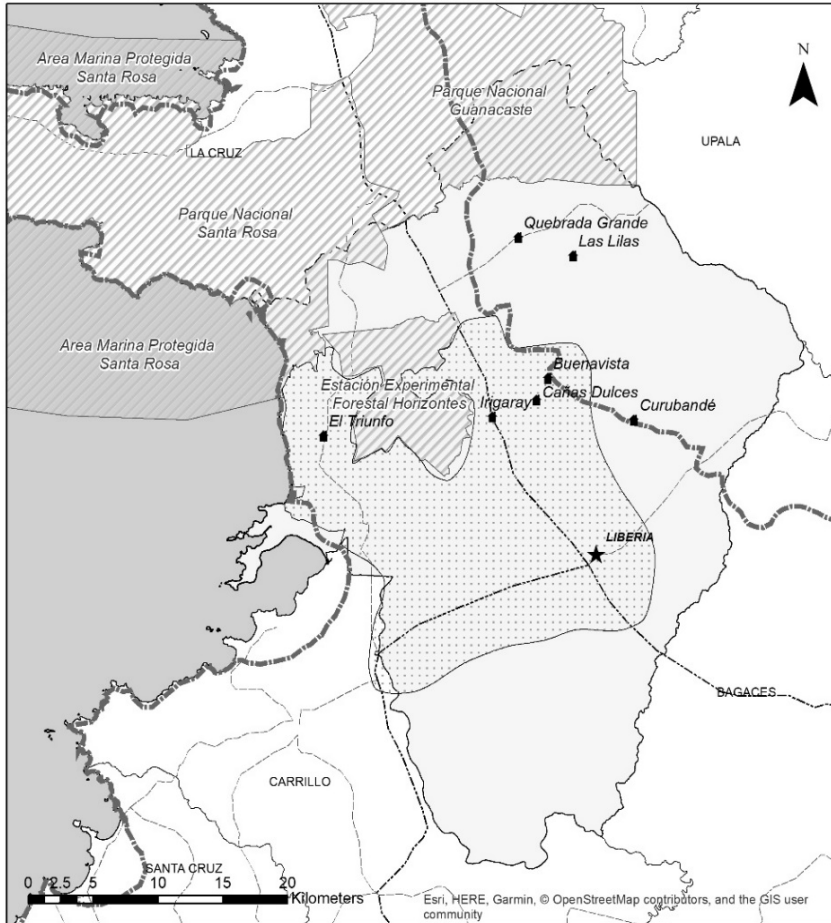 Area Marina Protegida
Santa Rosa
N
Parque Nacional
Guanacaste
UPALA
LA CRUZ
Parque Nacional
Santa Rosa
Quebrada Grande
Las Lilas
Area Marina Protegida
Santa Rosa
Buenavista
Estación Experimental
Forestal Horizontes
Irigaray
Cañas Dulces
Curubandé
El Triunfo
LIBERIA
BAGACES
CARRILLO
SANTA CRUZ
0 2.5 5 10 15 20
Kilometers
Esri, HERE, Garmin, © OpenStreetMap contributors, and the GIS user
community